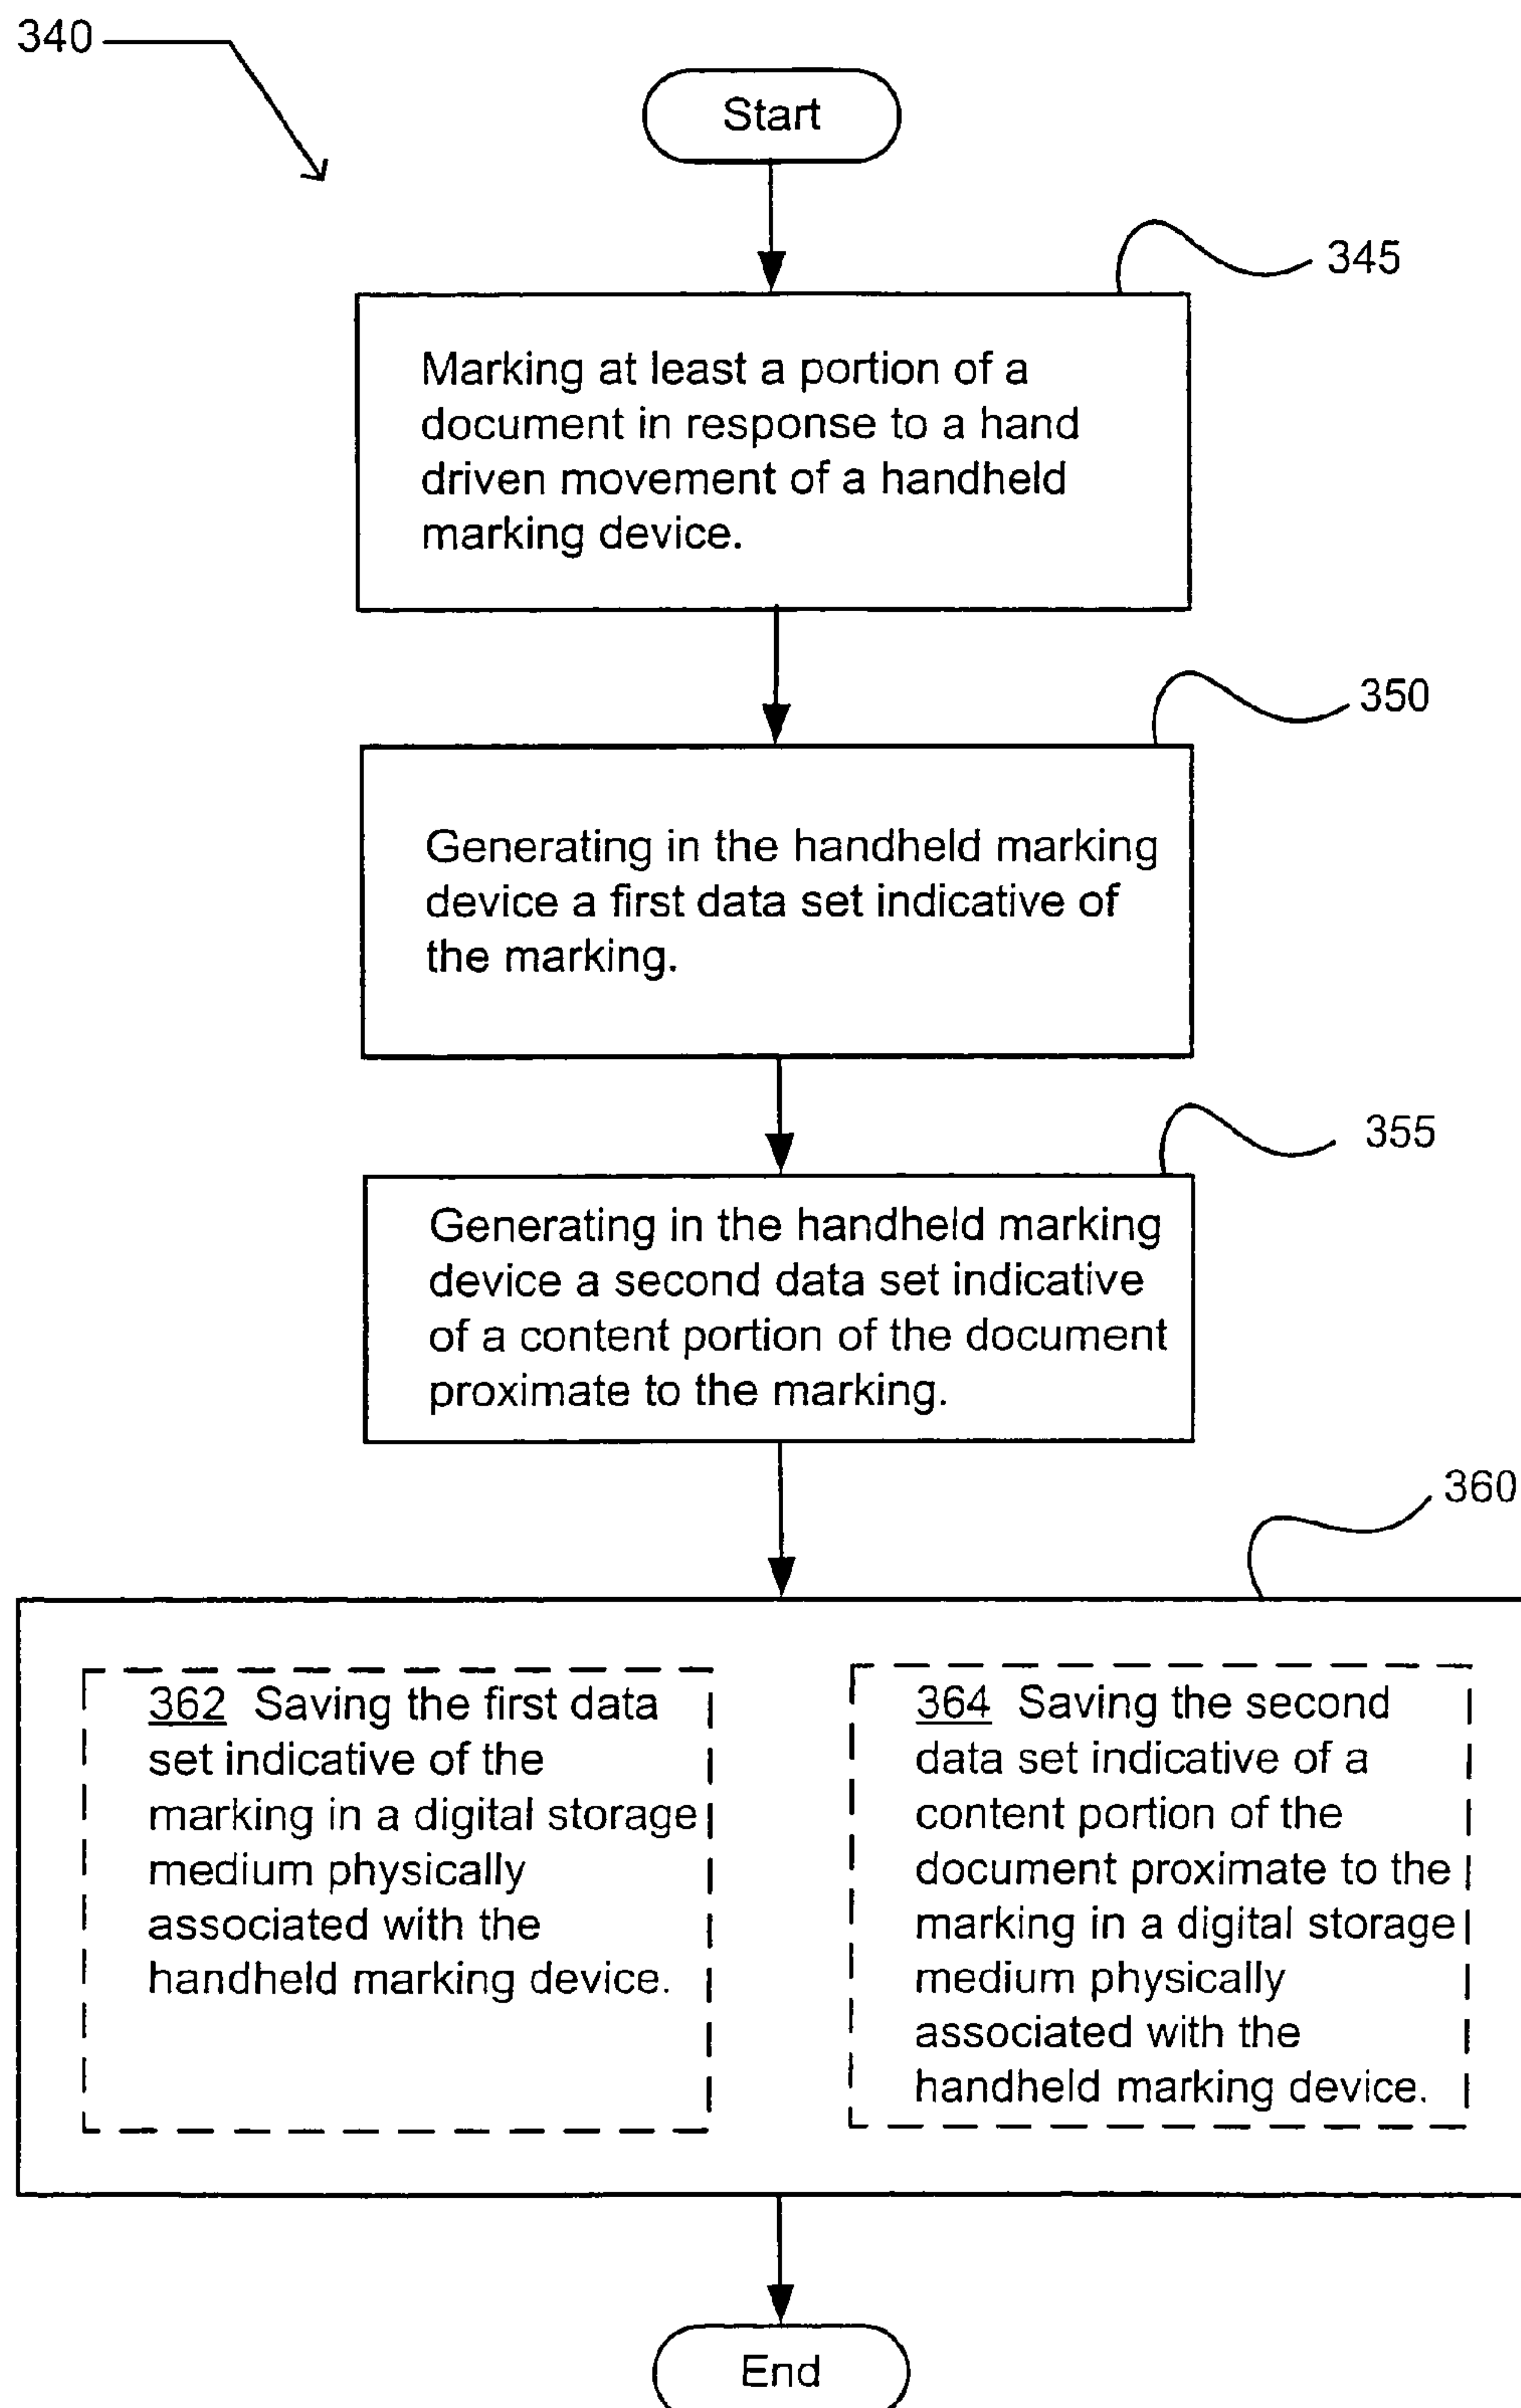 340
Start
345
Marking at least a portion of a
document in response to a hand
driven movement of a handheld
marking device.
350
Generating in the handheld marking
device a first data set indicative of
the marking.
355
Generating in the handheld marking
device a second data set indicative
of a content portion of the document
proximate to the marking.
360
362 Saving the first data
set indicative of the
marking in a digital storage
medium physically
associated with the
handheld marking device.
364 Saving the second
data set indicative of a
content portion of the
document proximate to the
marking in a digital storage
medium physically
associated with the
handheld marking device.
End